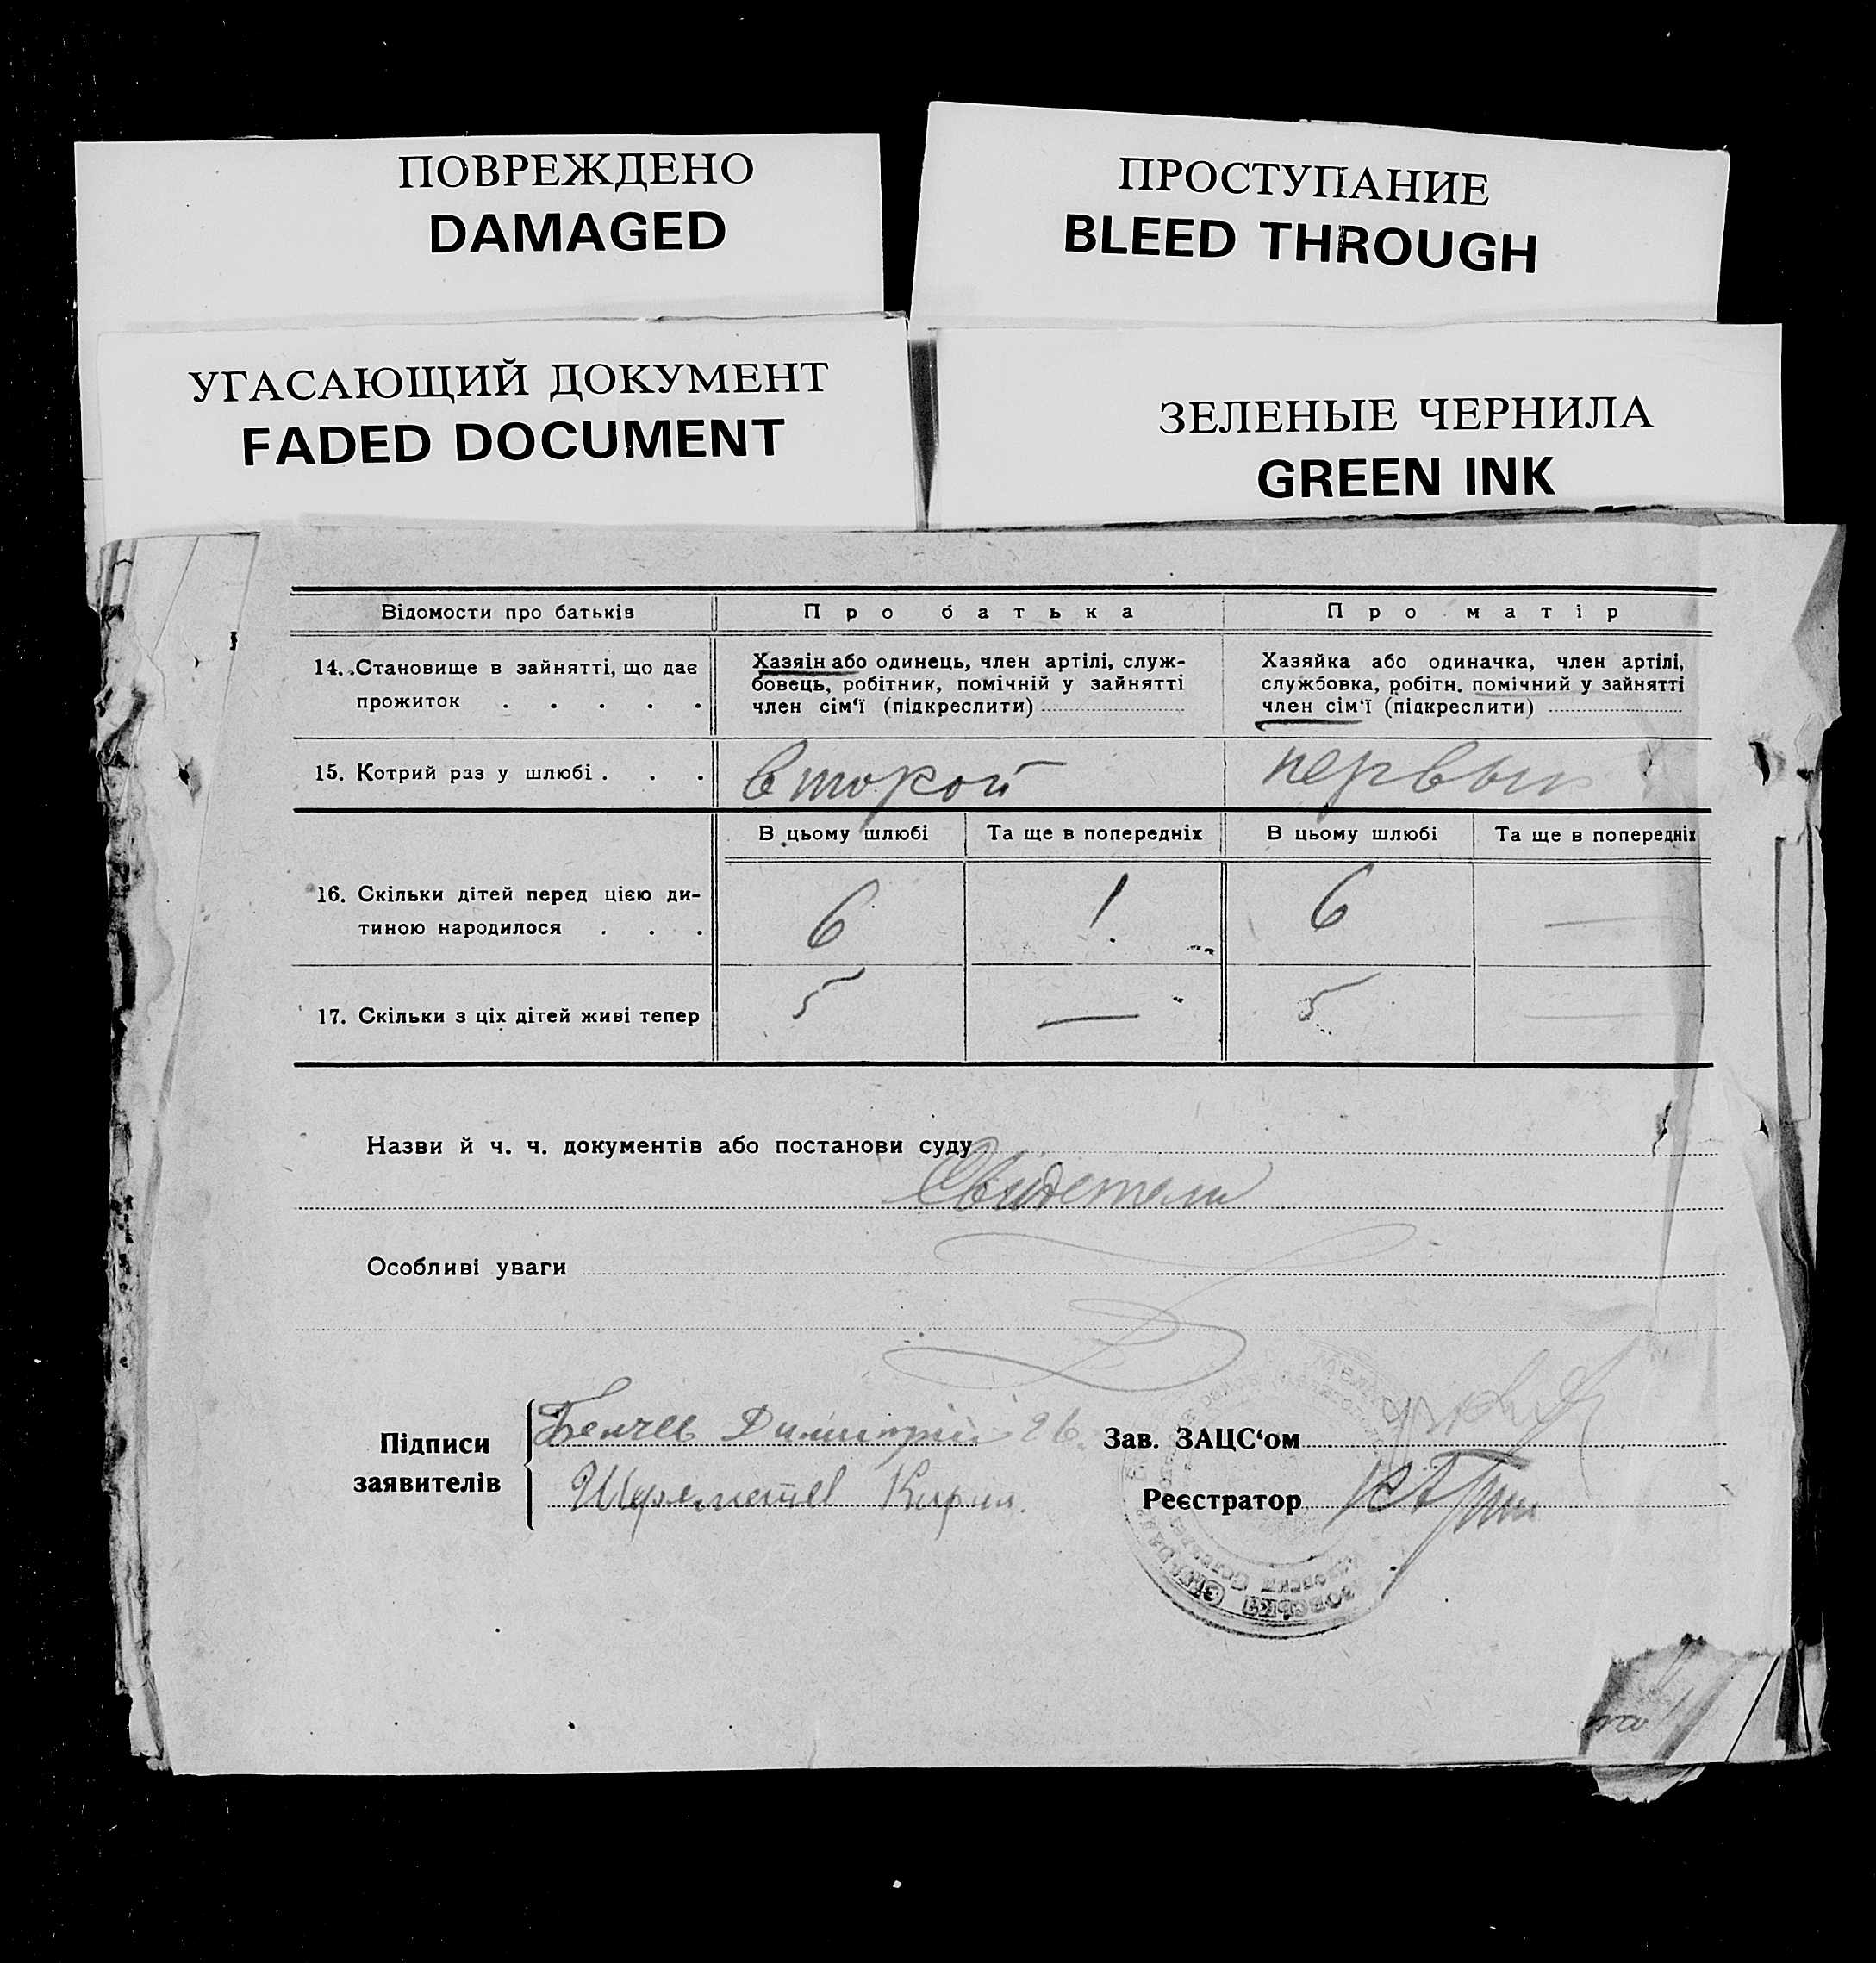 ПОВРЕЖДЕНО
DAMAGED
ПРОСТУПАНИЕ
BLEED THROUGH
УГАСАЮЩИЙ ДОКУМЕНТ
FADED DOCUMENT
ЗЕЛЕНЫЕ ЧЕРНИЛА
GREEN INK
Відомости про батьків
Про батька
Про матір
14. Становище в зайнятті, що дає
прожиток . . . . .
Хазяін або одинець, член артілі, служ-
бовець, робітник, помічній у зайнятті
член сім‘ї (підкреслити)
Хазяйка або одиначка, член артілі,
службовка, робітн. помічний у зайнятті
член сім‘ї (підкреслити)
15. Котрий раз у шлюбі . . .
второй
первый
В цьому шлюбі
Та ще в попередніх
В цьому шлюбі
Та ще в попередніх
16. Скільки дітей перед цією ди-
тиною народилося . . .
6
1
6
—
17. Скільки з ціх дітей живі тепер
5
—
5
—
Назви й ч. ч. документів або постанови суду
Свидетели
Особливі уваги
Підписи
заявителів
Димитрий
Шереметев Кирил.
Зав. ЗАЦС‘ом
Реєстратор